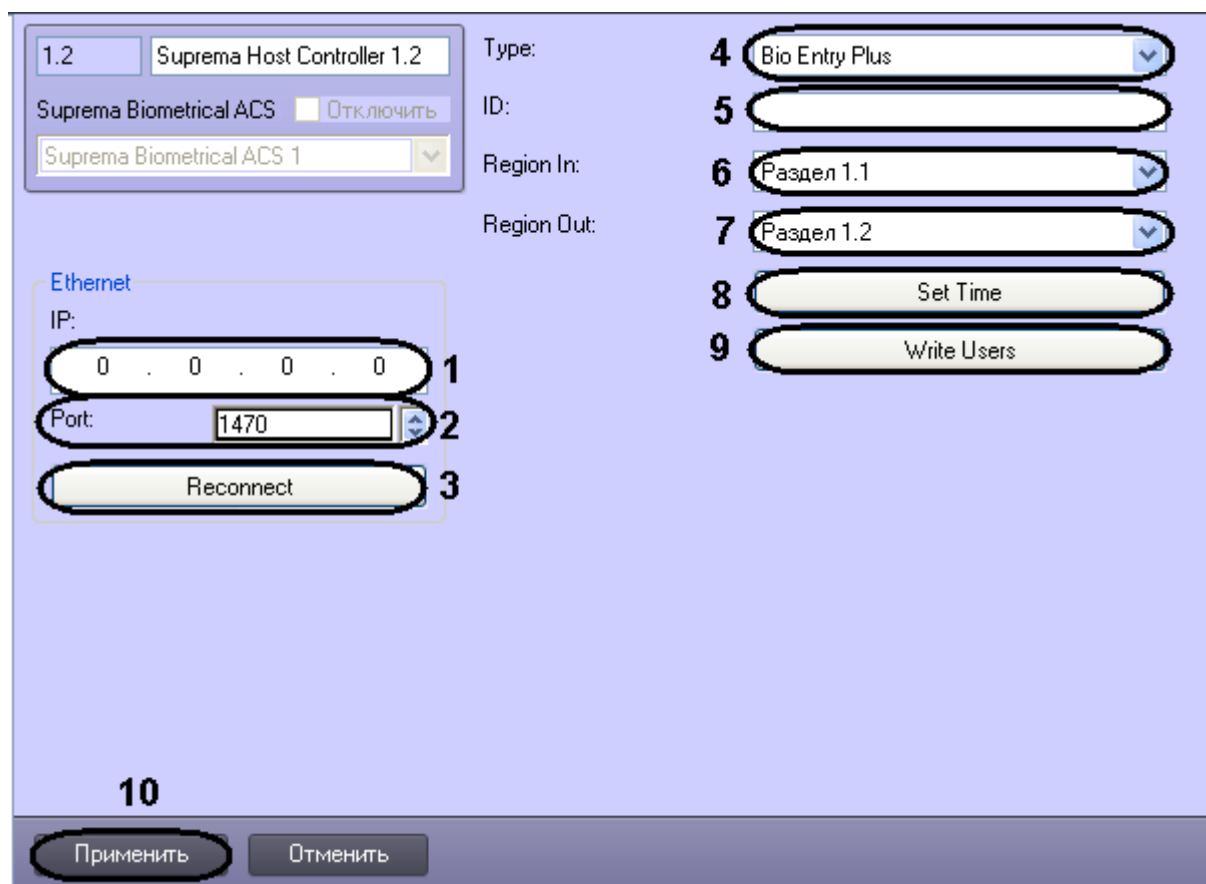 1.2 Suprema Host Controller 1.2
Suprema Biometrical ACS Отключить
Suprema Biometrical ACS 1
Ethernet
IP:
0 . 0 . 0 . 0 1
Port: 1470 2
Reconnect 3
Type: 4 Bio Entry Plus
ID: 5
Region In: 6 Раздел 1.1
Region Out: 7 Раздел 1.2
8 Set Time
9 Write Users
10
Применить Отменить